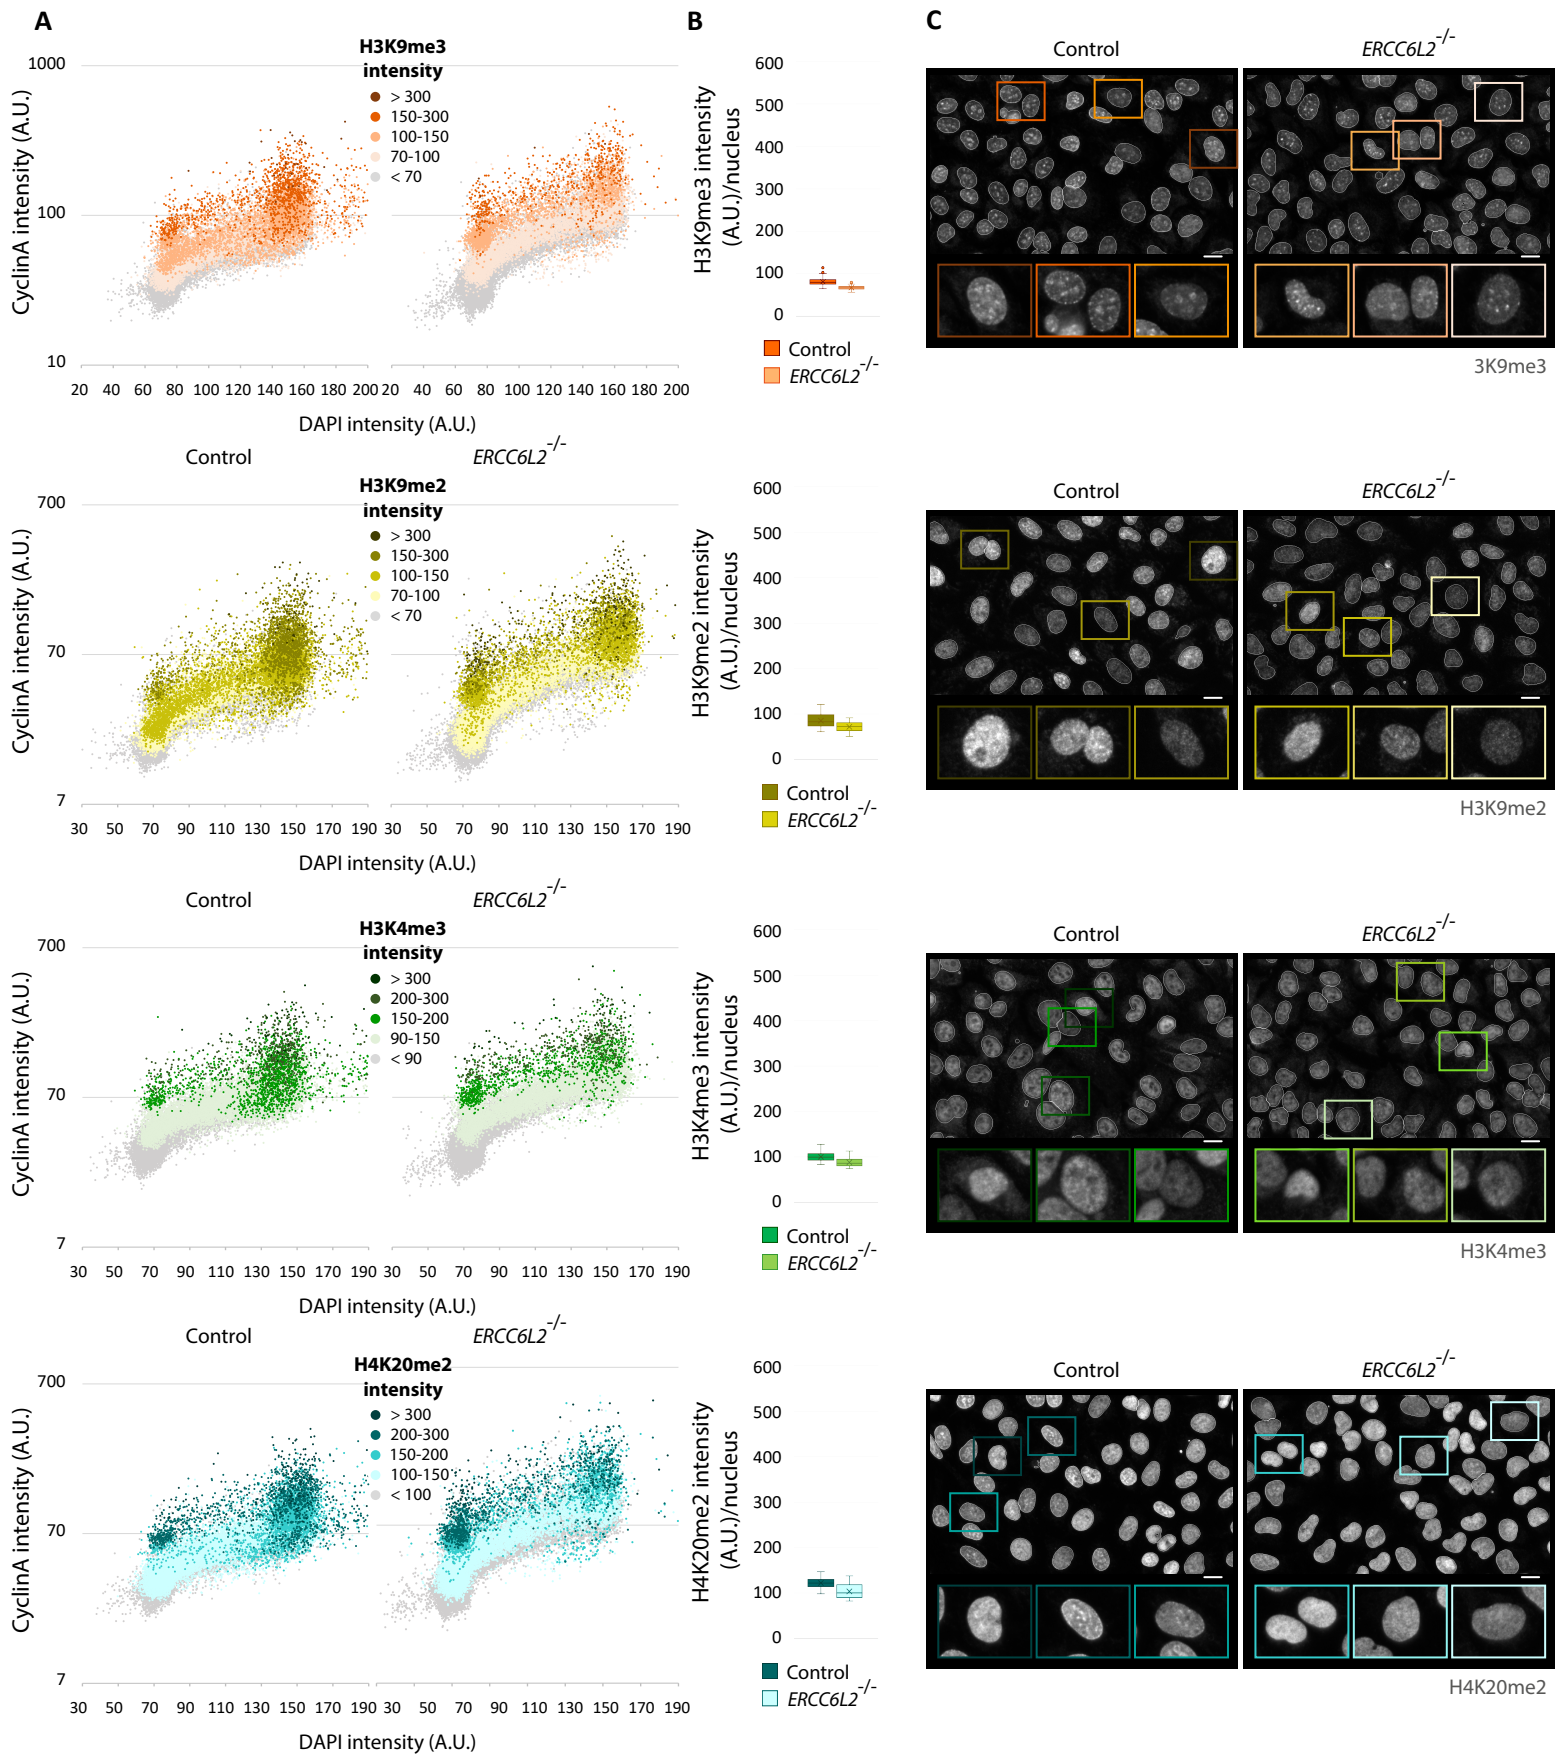 A
B
C
Control
ERCC6L2-/-
H3K9me3
intensity
> 300
150-300
100-150
70-100
< 70
CyclinA intensity (A.U.)
1000
100
10
20 40 60 80 100 120 140 160 180 200
20 40 60 80 100 120 140 160 180 200
DAPI intensity (A.U.)
H3K9me3 intensity
(A.U.)/nucleus
600
500
400
300
200
100
0
Control
ERCC6L2-/-
3K9me3
Control
ERCC6L2-/-
Control
ERCC6L2-/-
H3K9me2
intensity
> 300
150-300
100-150
70-100
< 70
CyclinA intensity (A.U.)
700
70
7
30 50 70 90 110 130 150 170 190
30 50 70 90 110 130 150 170 190
DAPI intensity (A.U.)
H3K9me2 intensity
(A.U.)/nucleus
600
500
400
300
200
100
0
Control
ERCC6L2-/-
H3K9me2
Control
ERCC6L2-/-
Control
ERCC6L2-/-
H3K4me3
intensity
> 300
200-300
150-200
90-150
< 90
CyclinA intensity (A.U.)
700
70
7
30 50 70 90 110 130 150 170 190
30 50 70 90 110 130 150 170 190
DAPI intensity (A.U.)
H3K4me3 intensity
(A.U.)/nucleus
600
500
400
300
200
100
0
Control
ERCC6L2-/-
H3K4me3
Control
ERCC6L2-/-
Control
ERCC6L2-/-
H4K20me2
intensity
> 300
200-300
150-200
100-150
< 100
CyclinA intensity (A.U.)
700
70
7
30 50 70 90 110 130 150 170 190
30 50 70 90 110 130 150 170 190
DAPI intensity (A.U.)
H4K20me2 intensity
(A.U.)/nucleus
600
500
400
300
200
100
0
Control
ERCC6L2-/-
H4K20me2